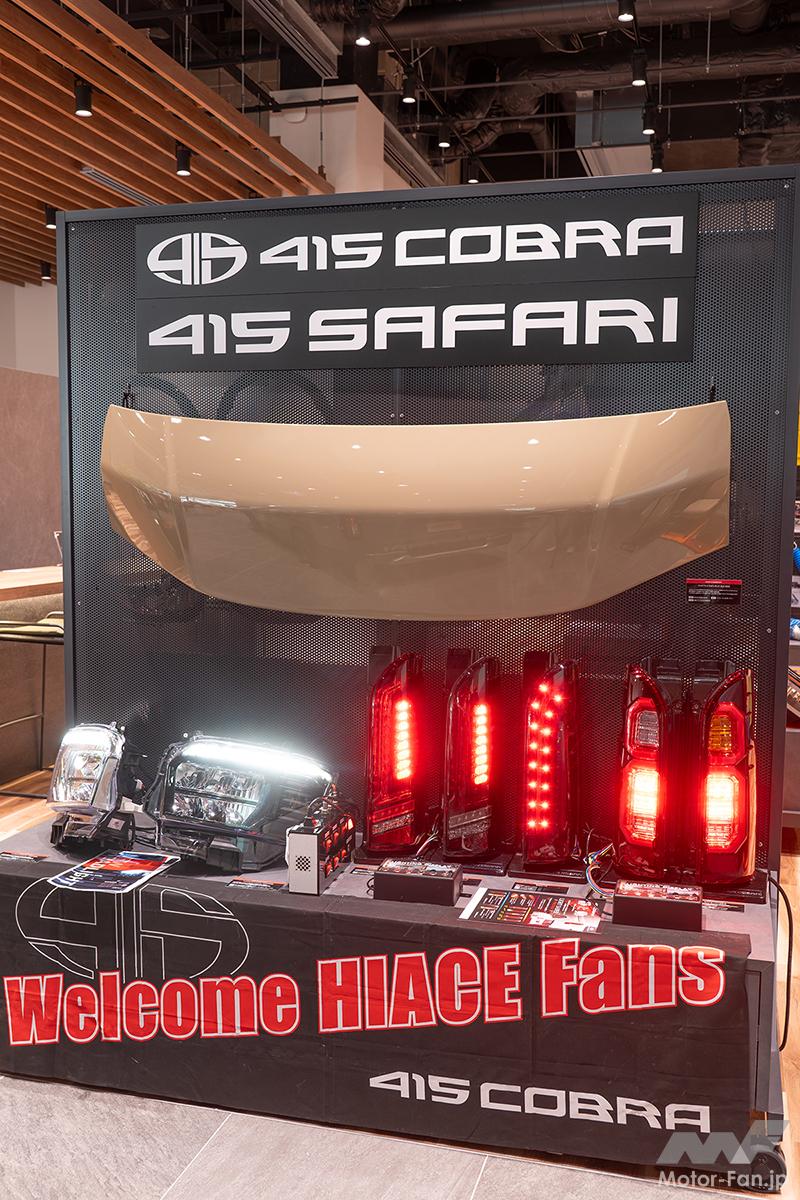 415 COBRA
415 SAFARI
Welcome HIACE Fans
415 COBRA
Motor-Fan.jp